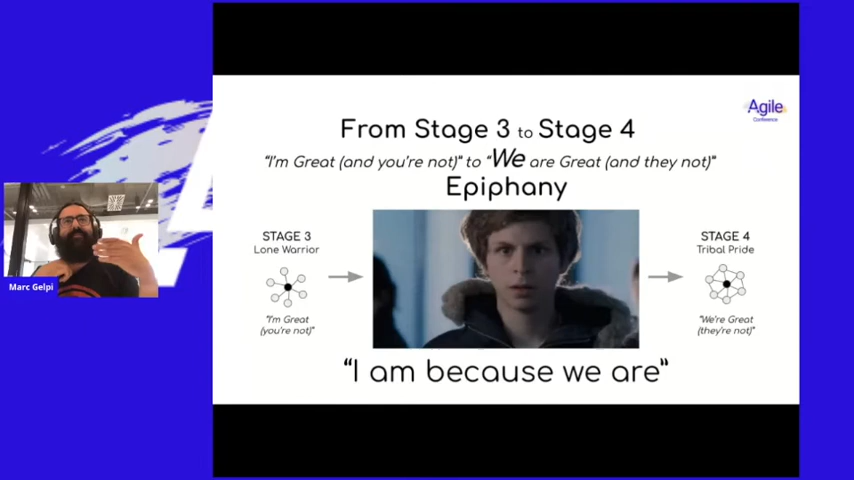 Agile
Conference
From Stage 3 to Stage 4
"I'm Great (and you're not)" to "We are Great (and they not)"
Epiphany
STAGE 3
Lone Warrior
"I'm Great
(you're not)"
STAGE 4
Tribal Pride
"We're Great
(they're not)"
"I am because we are"
Marc Gelpi